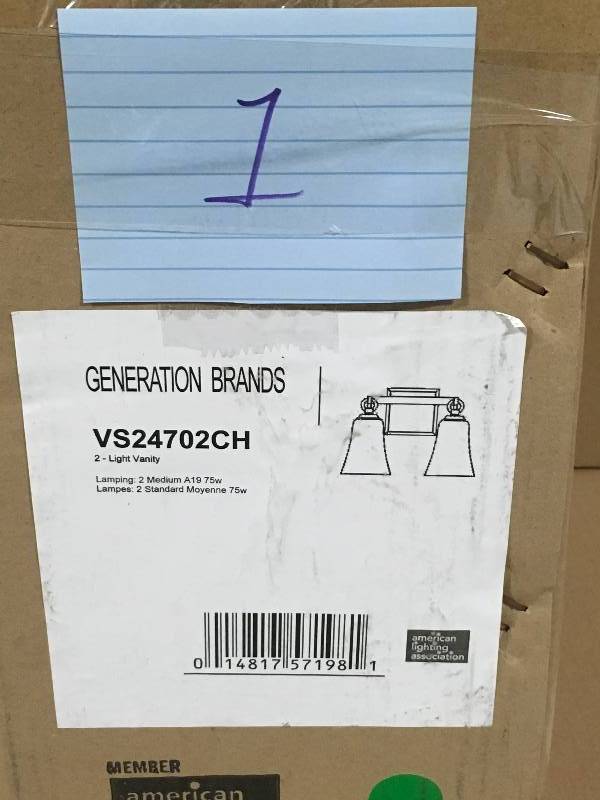 1
GENERATION BRANDS
VS24702CH
2 - Light Vanity
Lamping: 2 Medium A19 75w
Lampes: 2 Standard Moyenne 75w
0 14817 57198 1
american
lighting
association
MEMBER
american